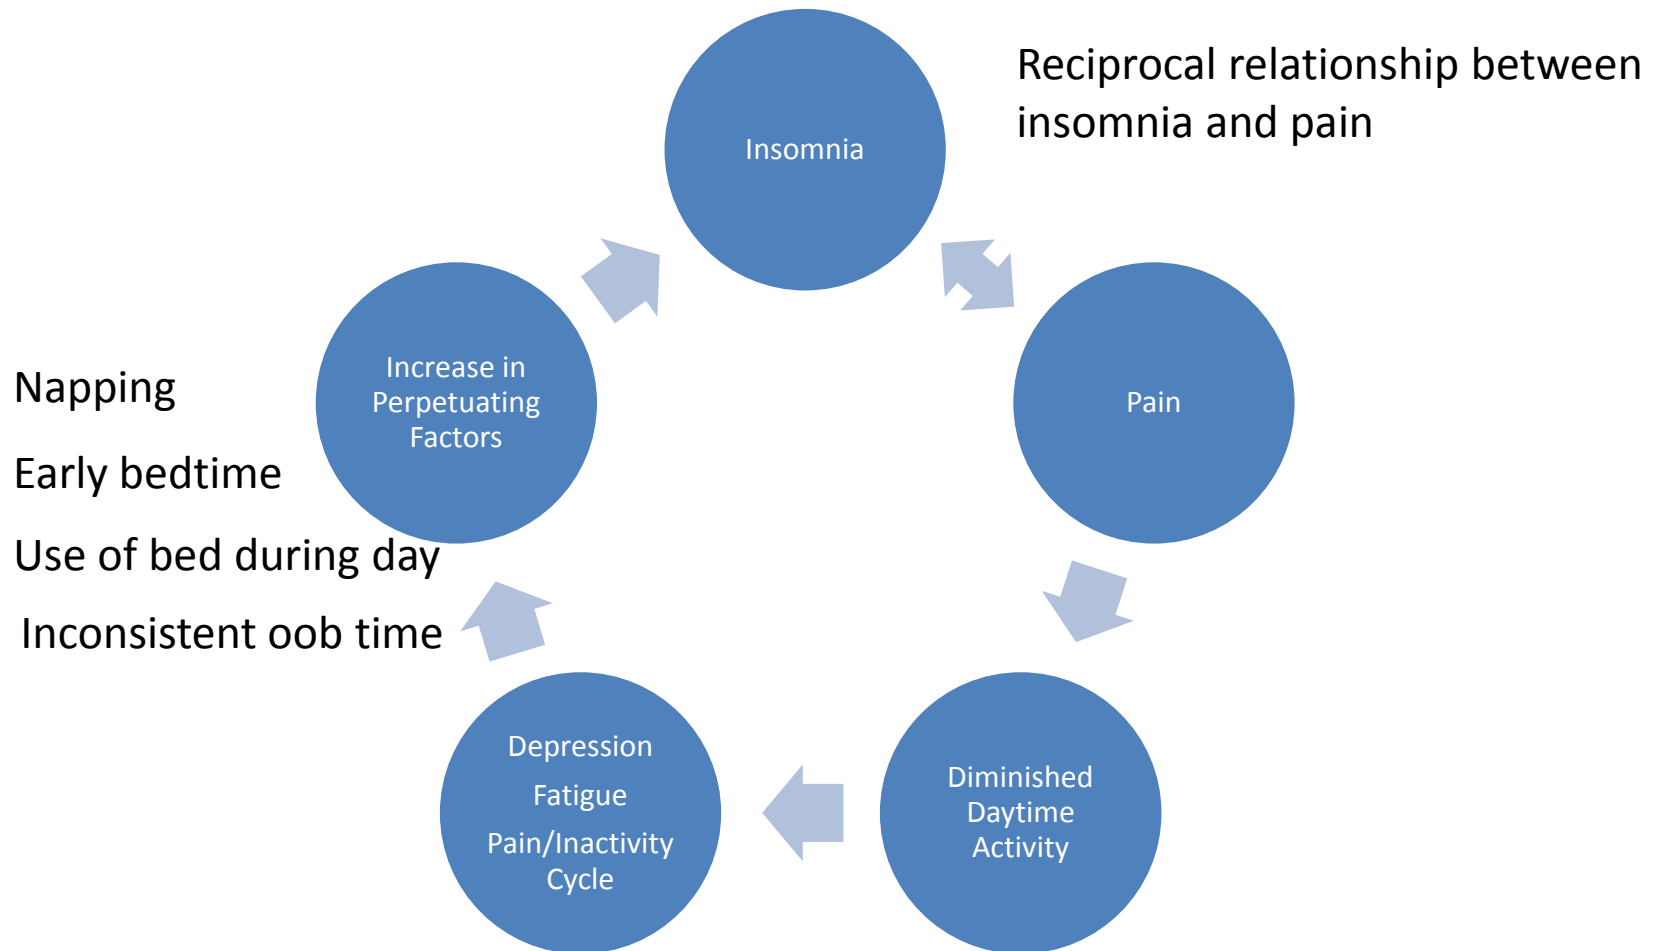 Reciprocal relationship between
insomnia and pain
Insomnia
Pain
Diminished
Daytime
Activity
Depression
Fatigue
Pain/Inactivity
Cycle
Increase in
Perpetuating
Factors
Napping
Early bedtime
Use of bed during day
Inconsistent oob time